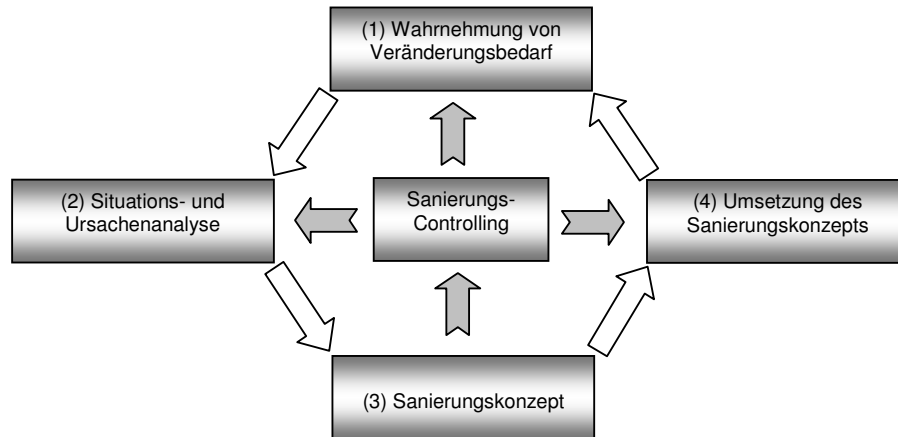 (1) Wahrnehmung von
Veränderungsbedarf
(2) Situations- und
Ursachenanalyse
Sanierungs-
Controlling
(4) Umsetzung des
Sanierungskonzepts
(3) Sanierungskonzept